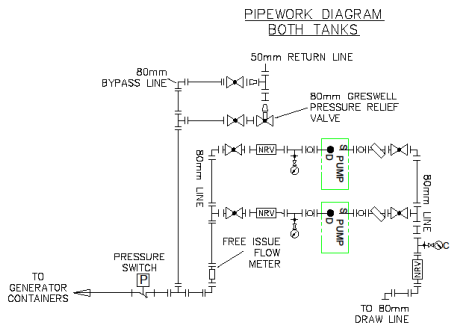 PIPEWORK DIAGRAM
BOTH TANKS
50mm RETURN LINE
80mm
BYPASS LINE
80mm GRESWELL
PRESSURE RELIEF
VALVE
NRV
S
D
PUMP
80mm LINE
80mm LINE
NRV
S
D
PUMP
FREE ISSUE
FLOW
METER
C
NRV
PRESSURE
SWITCH
P
TO
GENERATOR
CONTAINERS
TO 80mm
DRAW LINE